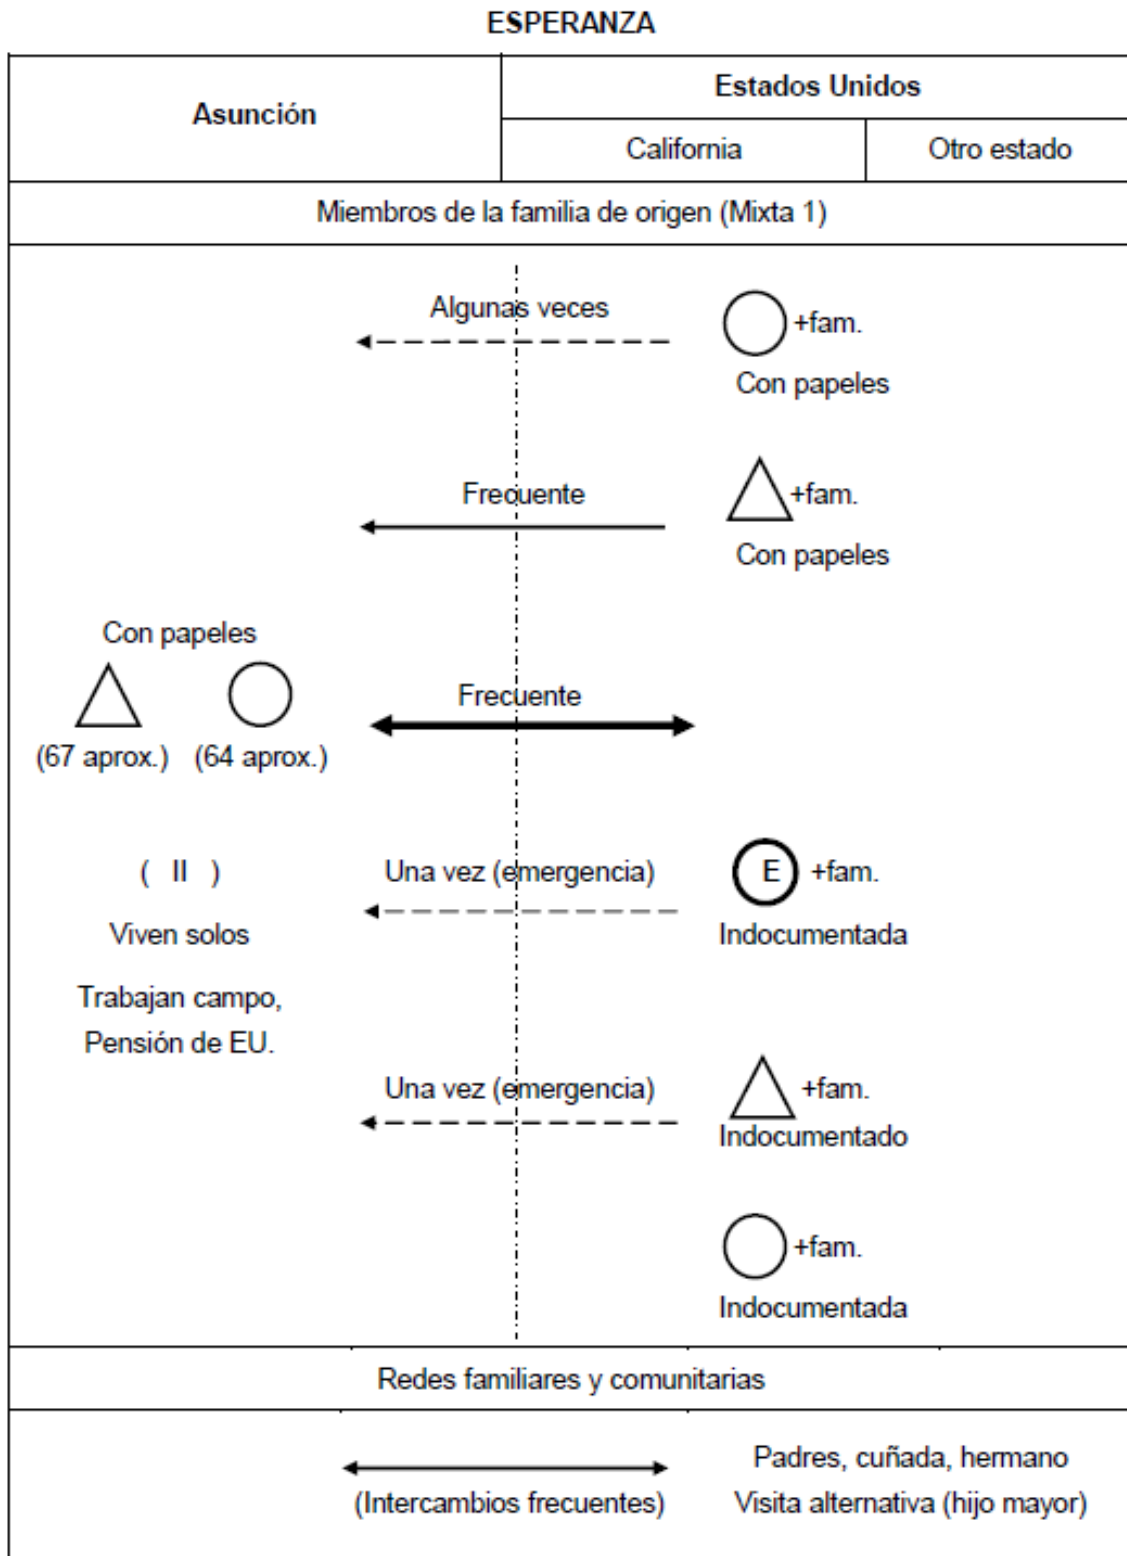 ESPERANZA
Asunción
Estados Unidos
California
Otro estado
Miembros de la familia de origen (Mixta 1)
Algunas veces
+fam.
Con papeles
Frecuente
+fam.
Con papeles
Con papeles
Frecuente
(67 aprox.)
(64 aprox.)
( II )
Una vez (emergencia)
E
+fam.
Viven solos
Indocumentada
Trabajan campo,
Pensión de EU.
Una vez (emergencia)
+fam.
Indocumentado
+fam.
Indocumentada
Redes familiares y comunitarias
Padres, cuñada, hermano
(Intercambios frecuentes)
Visita alternativa (hijo mayor)